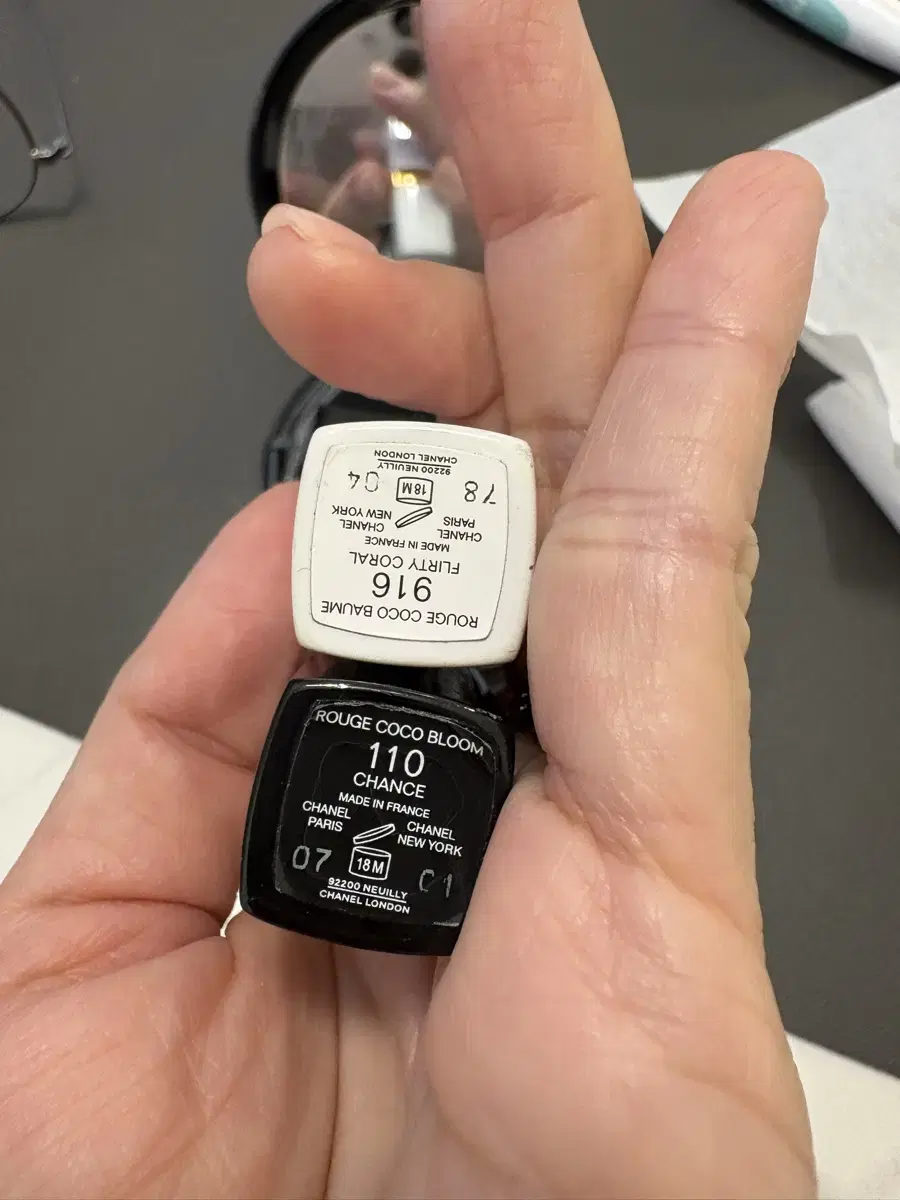 ROUGE COCO BAUME
916
FLIRTY CORAL
MADE IN FRANCE
CHANEL PARIS
CHANEL NEW YORK
18M
78
04
92200 NEUILLY
CHANEL LONDON
ROUGE COCO BLOOM
110
CHANCE
MADE IN FRANCE
CHANEL PARIS
CHANEL NEW YORK
07
18M
C1
92200 NEUILLY
CHANEL LONDON